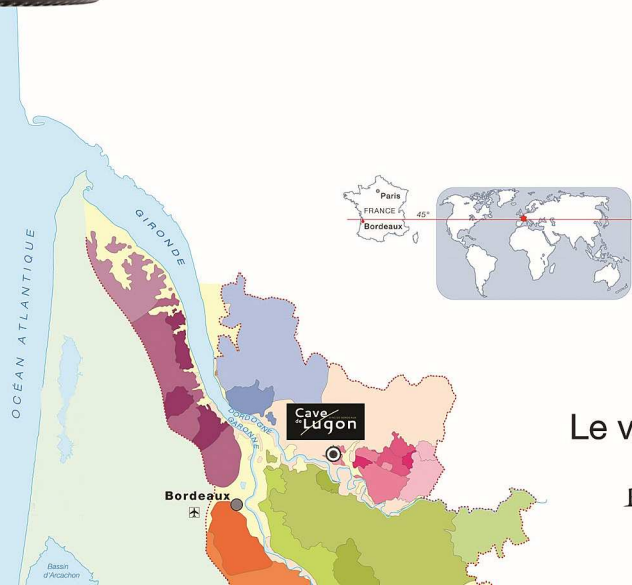 Paris
FRANCE
Bordeaux
45°
GIRONDE
OCÉAN ATLANTIQUE
DORDOGNE
GARONNE
Cave
de Lugon
Le v
Bordeaux
Bassin
d'Arcachon